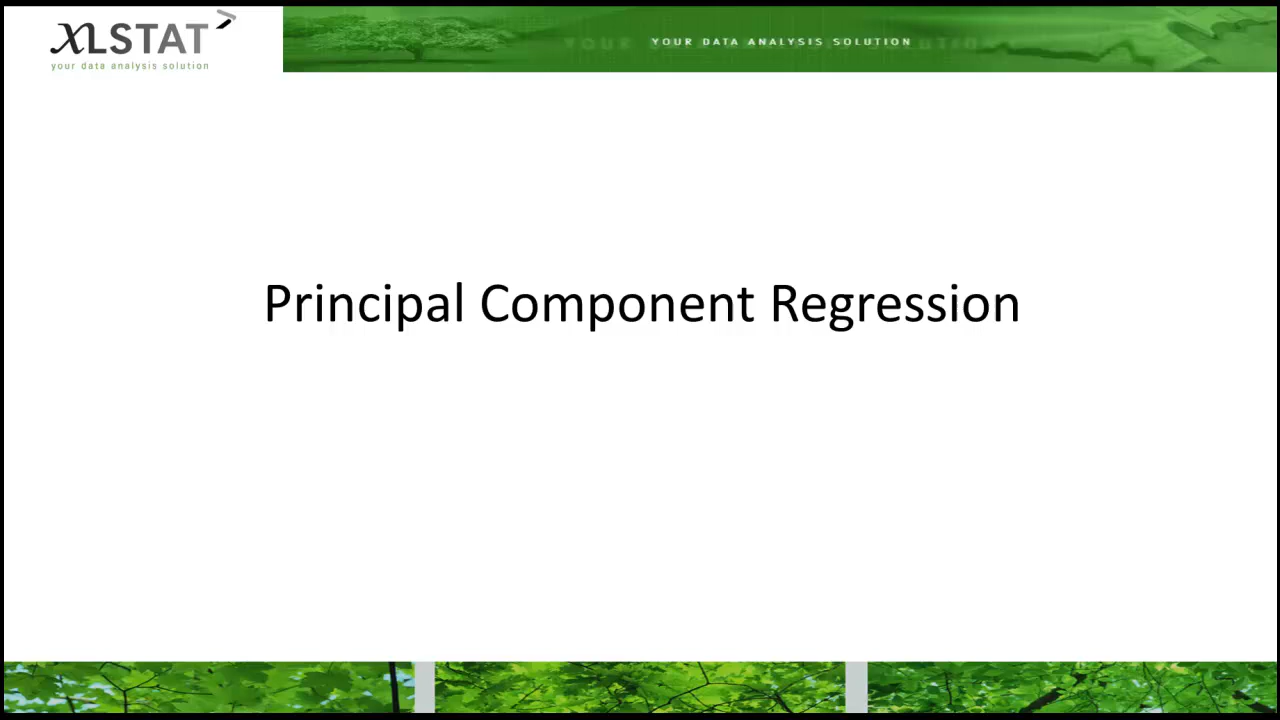 XLSTAT
your data analysis solution
YOUR DATA ANALYSIS SOLUTION
Principal Component Regression